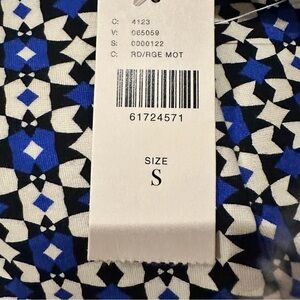 C: 4123
V: 065059
S: 0000122
C: RD/RGE MOT
61724571
SIZE
S